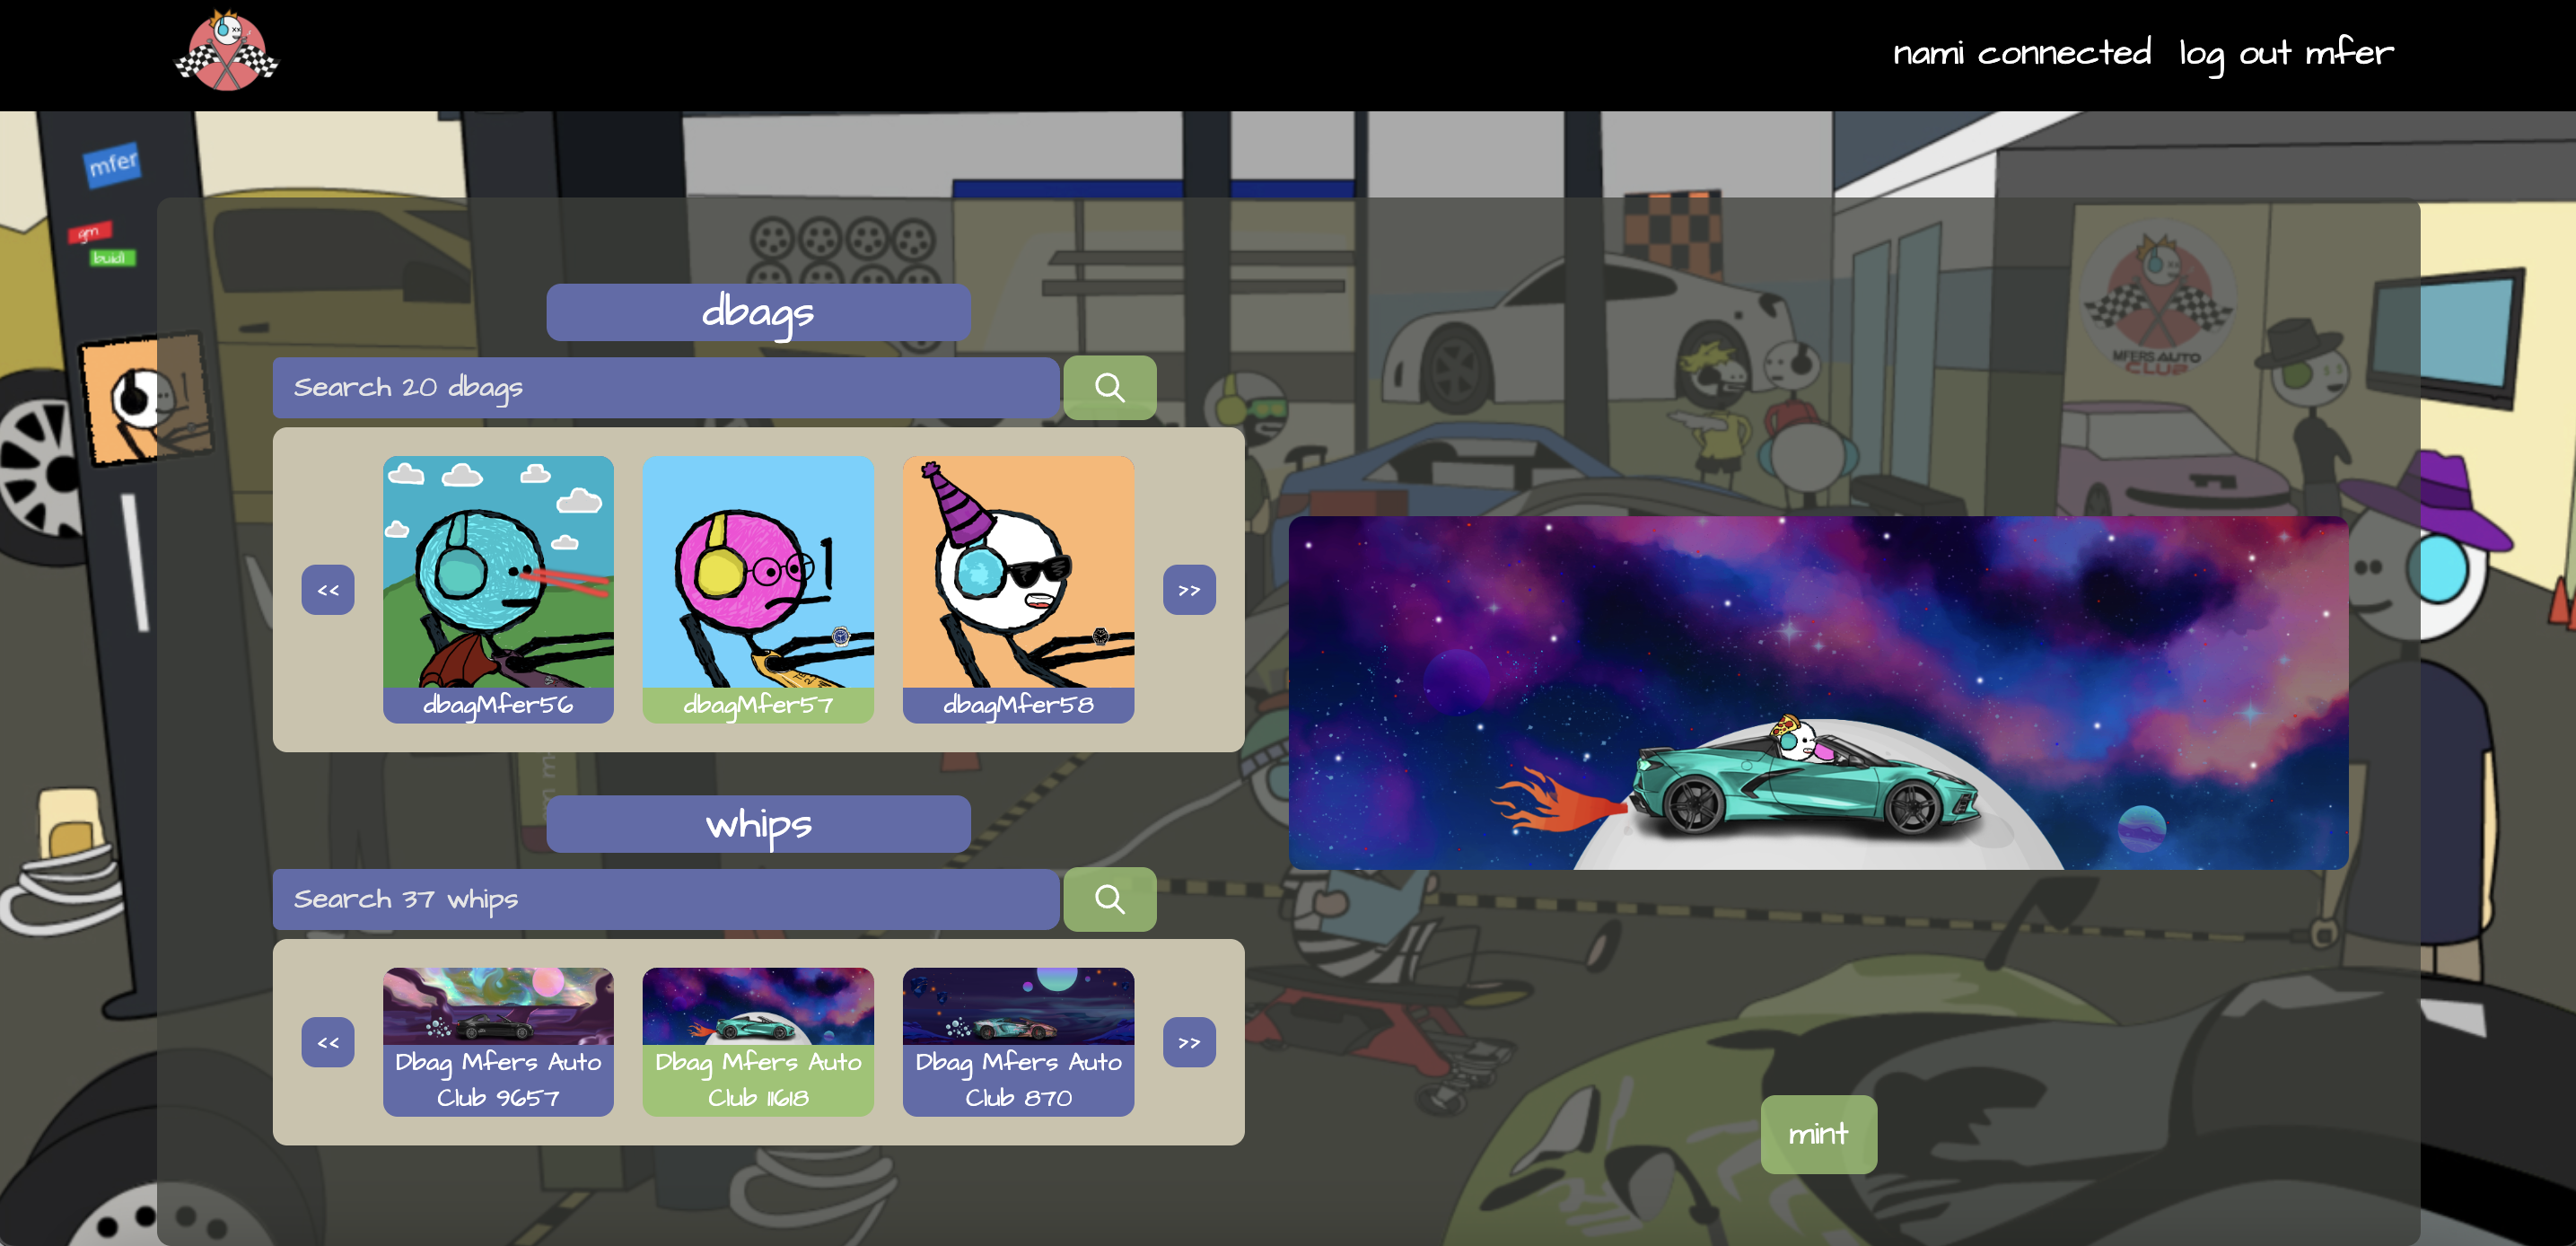 nami connected log out mfer
mfer
gm
buidl
dbags
Search 20 dbags
MFERS AUTO
CLUB
<<
>>
dbagMfer56
dbagMfer57
dbagMfer58
whips
Search 37 whips
<<
>>
Dbag Mfers Auto
Club 9657
Dbag Mfers Auto
Club 11618
Dbag Mfers Auto
Club 870
mint